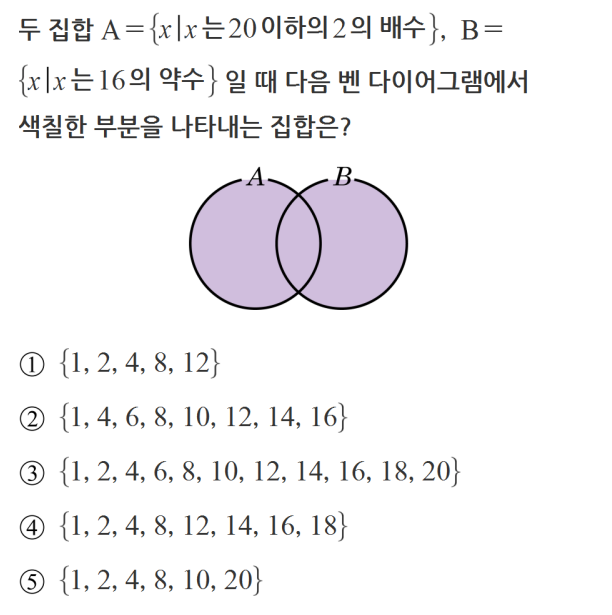 두 집합 A={x|x는 20 이하의 2의 배수}, B=
{x|x는 16의 약수} 일 때 다음 벤 다이어그램에서
색칠한 부분을 나타내는 집합은?
A B
① {1, 2, 4, 8, 12}
② {1, 4, 6, 8, 10, 12, 14, 16}
③ {1, 2, 4, 6, 8, 10, 12, 14, 16, 18, 20}
④ {1, 2, 4, 8, 12, 14, 16, 18}
⑤ {1, 2, 4, 8, 10, 20}